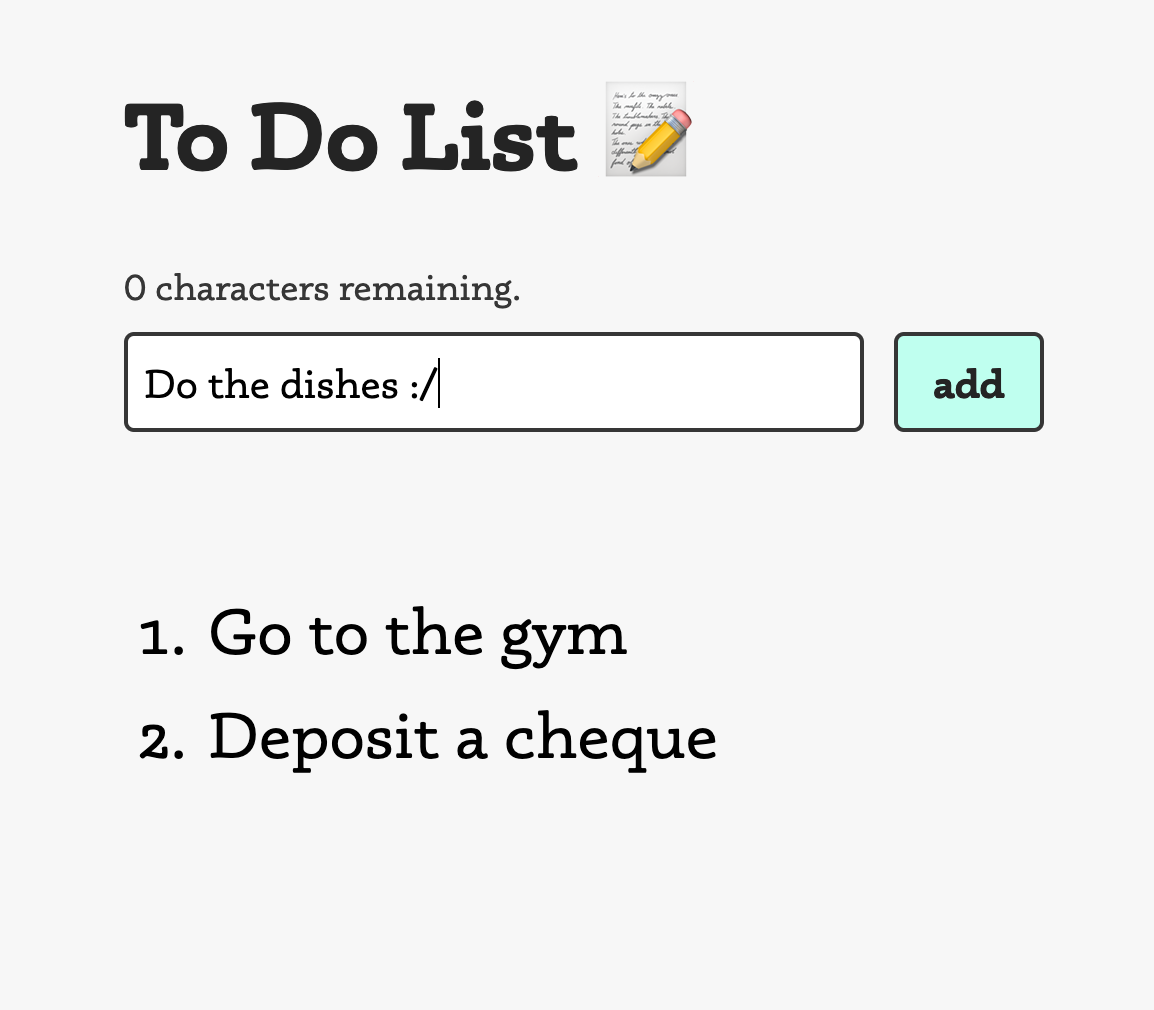 To Do List
0 characters remaining.
Do the dishes :/
add
1. Go to the gym
2. Deposit a cheque